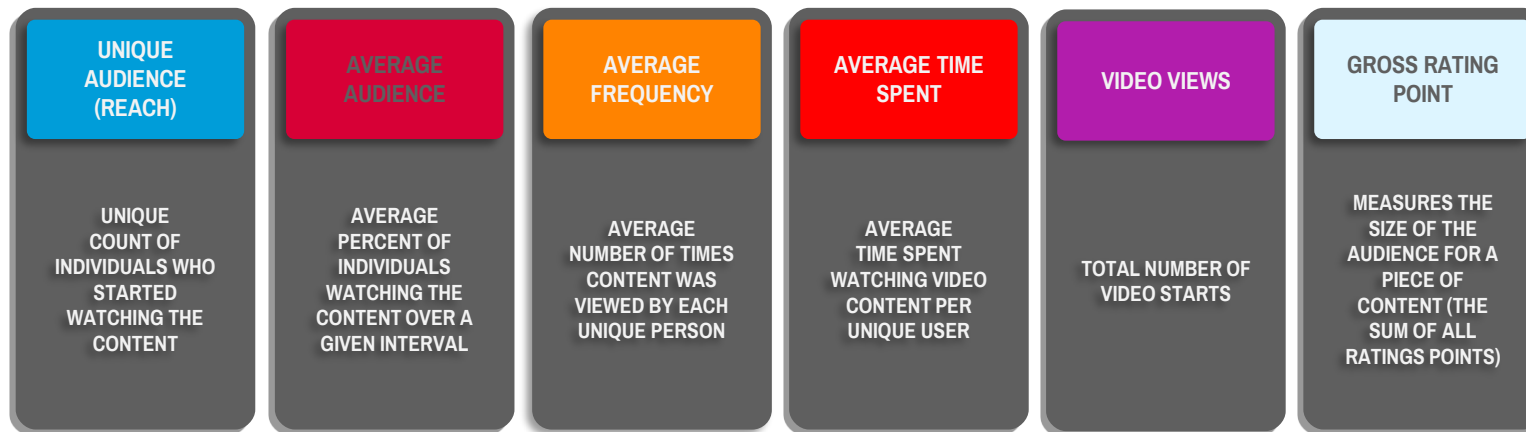 UNIQUE
AUDIENCE
(REACH)
UNIQUE
COUNT OF
INDIVIDUALS WHO
STARTED
WATCHING THE
CONTENT
AVERAGE
AUDIENCE
AVERAGE
PERCENT OF
INDIVIDUALS
WATCHING THE
CONTENT OVER A
GIVEN INTERVAL
AVERAGE
FREQUENCY
AVERAGE
NUMBER OF TIMES
CONTENT WAS
VIEWED BY EACH
UNIQUE PERSON
AVERAGE TIME
SPENT
AVERAGE
TIME SPENT
WATCHING VIDEO
CONTENT PER
UNIQUE USER
VIDEO VIEWS
TOTAL NUMBER OF
VIDEO STARTS
GROSS RATING
POINT
MEASURES THE
SIZE OF THE
AUDIENCE FOR A
PIECE OF
CONTENT (THE
SUM OF ALL
RATINGS POINTS)